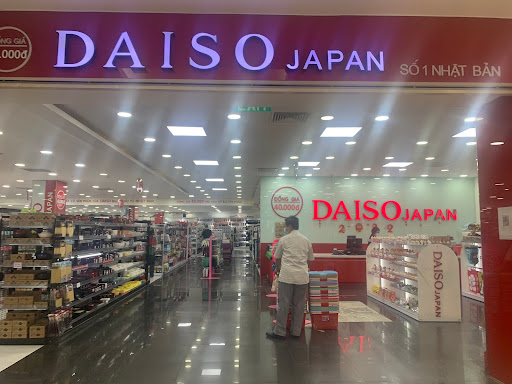 ĐỒNG GIÁ
40.000đ
DAISO JAPAN
SỐ 1 NHẬT BẢN
EXIT
ĐỒNG GIÁ
40.000đ
DAISO JAPAN
JAPAN
DAISO
JAPAN